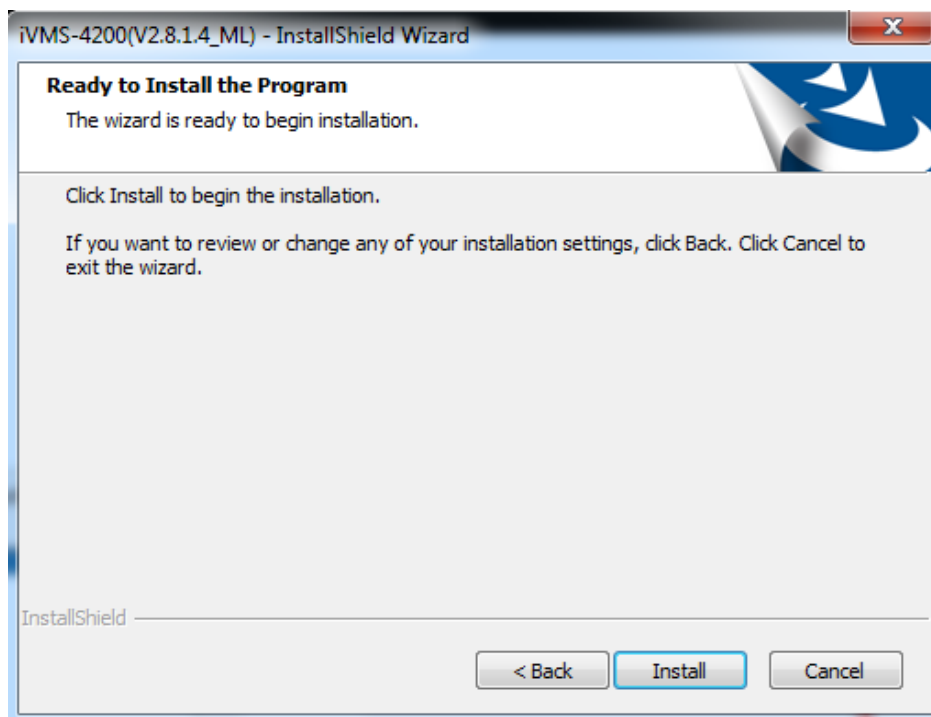 iVMS-4200(V2.8.1.4_ML) - InstallShield Wizard
Ready to Install the Program
The wizard is ready to begin installation.
Click Install to begin the installation.
If you want to review or change any of your installation settings, click Back. Click Cancel to
exit the wizard.
InstallShield
< Back Install Cancel